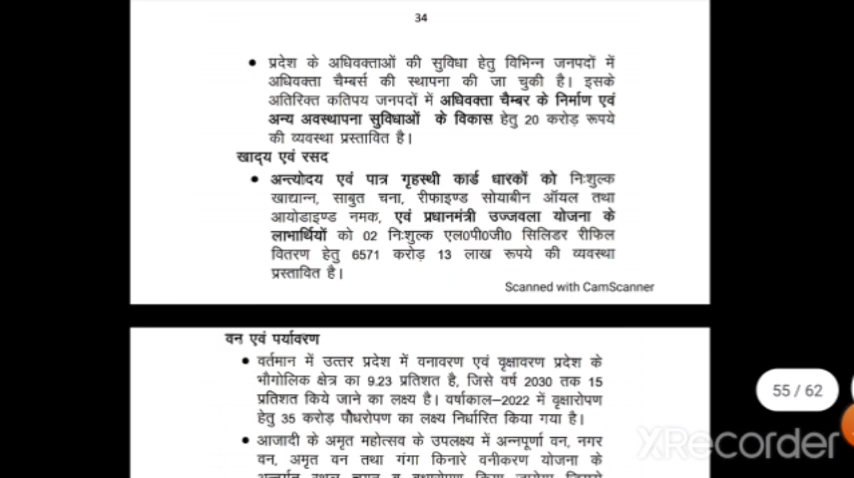 34
• प्रदेश के अधिवक्ताओं की सुविधा हेतु विभिन्न जनपदों में
अधिवक्ता चैम्बर्स की स्थापना की जा चुकी है। इसके
अतिरिक्त कतिपय जनपदों में अधिवक्ता चैम्बर के निर्माण एवं
अन्य अवस्थापना सुविधाओं के विकास हेतु 20 करोड़ रूपये
की व्यवस्था प्रस्तावित है।
खाद्य एवं रसद
• अन्त्योदय एवं पात्र गृहस्थी कार्ड धारकों को निःशुल्क
खाद्यान्न, साबुत चना, रीफाइण्ड सोयाबीन ऑयल तथा
आयोडाइण्ड नमक, एवं प्रधानमंत्री उज्जवला योजना के
लाभार्थियों को 02 निःशुल्क एल0पी0जी0 सिलिंडर रीफिल
वितरण हेतु 6571 करोड़ 13 लाख रूपये की व्यवस्था
प्रस्तावित है।
Scanned with CamScanner
वन एवं पर्यावरण
• वर्तमान में उत्तर प्रदेश में वनावरण एवं वृक्षावरण प्रदेश के
भौगोलिक क्षेत्र का 9.23 प्रतिशत है, जिसे वर्ष 2030 तक 15
प्रतिशत किये जाने का लक्ष्य है। वर्षाकाल-2022 में वृक्षारोपण
हेतु 35 करोड़ पौधरोपण का लक्ष्य निर्धारित किया गया है।
55 / 62
• आजादी के अमृत महोत्सव के उपलक्ष्य में अन्नपूर्णा वन, नगर
वन, अमृत वन तथा गंगा किनारे वनीकरण योजना के
XRecorder